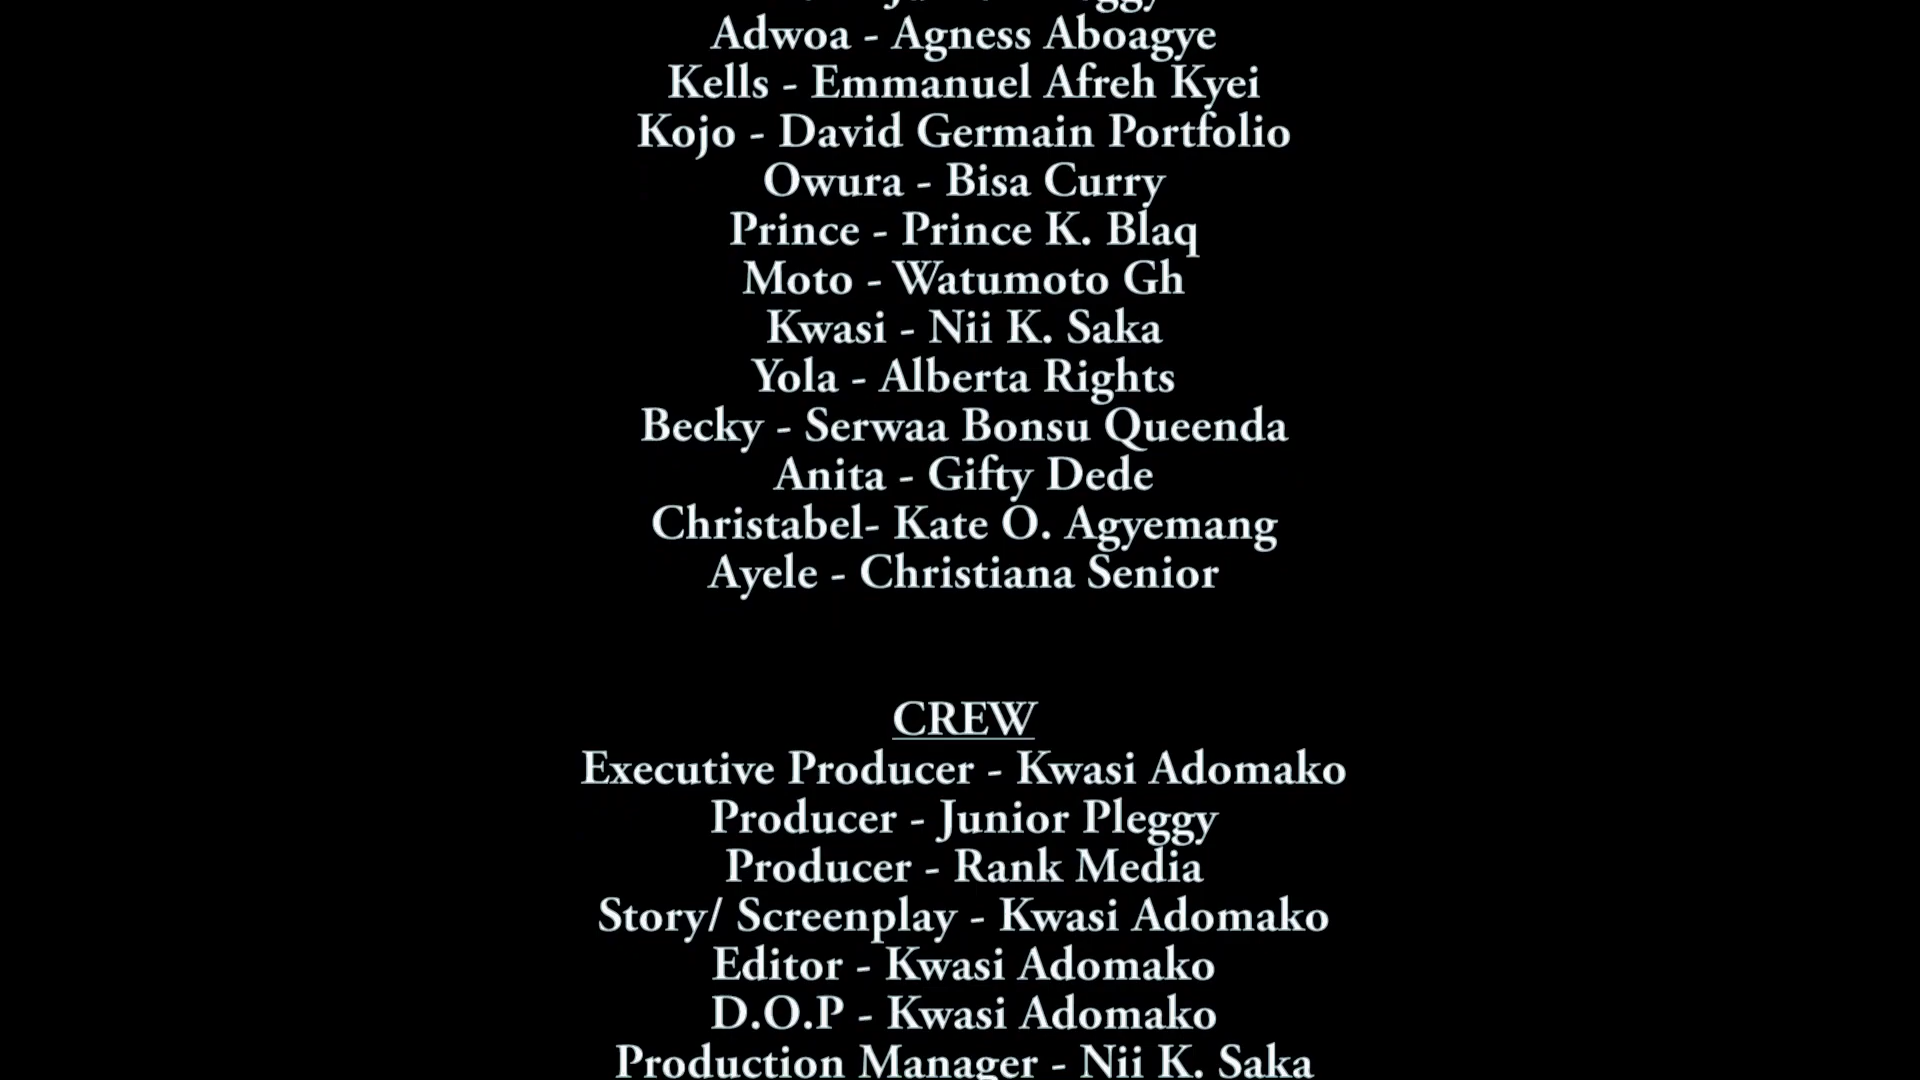 Adwoa - Agness Aboagye
Kells - Emmanuel Afreh Kyei
Kojo - David Germain Portfolio
Owura - Bisa Curry
Prince - Prince K. Blaq
Moto - Watumoto Gh
Kwasi - Nii K. Saka
Yola - Alberta Rights
Becky - Serwaa Bonsu Queenda
Anita - Gifty Dede
Christabel- Kate O. Agyemang
Ayele - Christiana Senior
CREW
Executive Producer - Kwasi Adomako
Producer - Junior Pleggy
Producer - Rank Media
Story/ Screenplay - Kwasi Adomako
Editor - Kwasi Adomako
D.O.P - Kwasi Adomako
Production Manager - Nii K. Saka